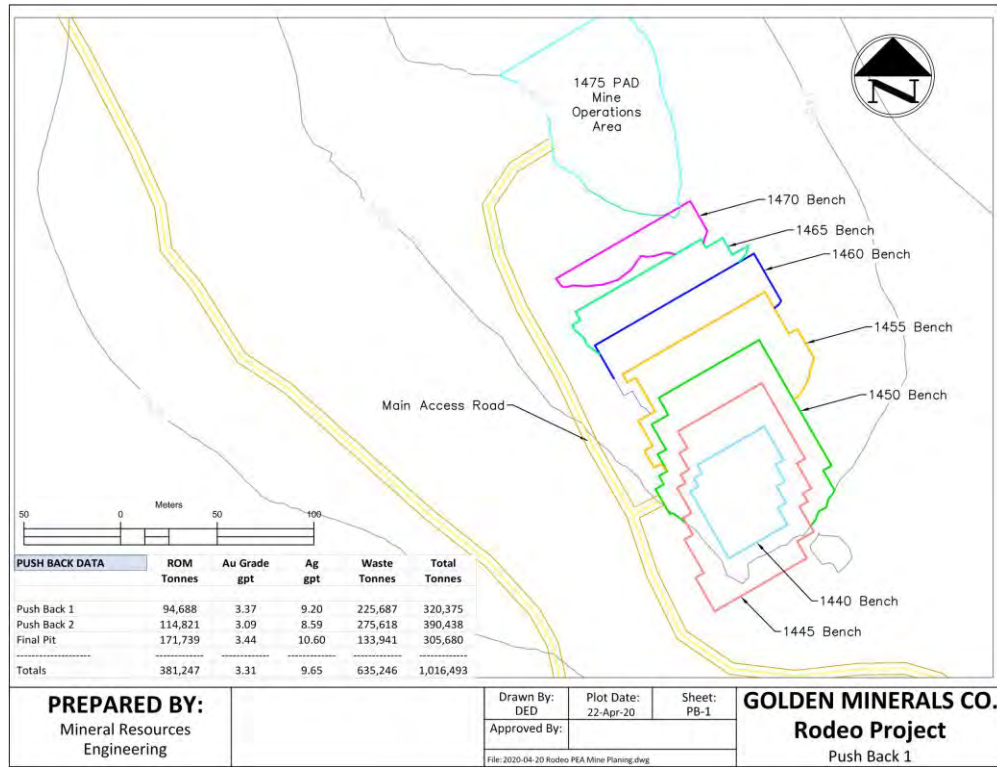 1475 PAD
Mine
Operations
Area
N
1470 Bench
1465 Bench
1460 Bench
1455 Bench
1450 Bench
Main Access Road
1440 Bench
1445 Bench
Meters
50 0 50 100
PUSH BACK DATA ROM Au Grade Ag Waste Total
Tonnes gpt gpt Tonnes Tonnes
Push Back 1 94,688 3.37 9.20 225,687 320,375
Push Back 2 114,821 3.09 8.59 275,618 390,438
Final Pit 171,739 3.44 10.60 133,941 305,680
Totals 381,247 3.31 9.65 635,246 1,016,493
PREPARED BY:
Mineral Resources
Engineering
Drawn By: Plot Date: Sheet:
DED 22-Apr-20 PB-1
Approved By:
File: 2020-04-20 Rodeo PEA Mine Planing.dwg
GOLDEN MINERALS CO.
Rodeo Project
Push Back 1